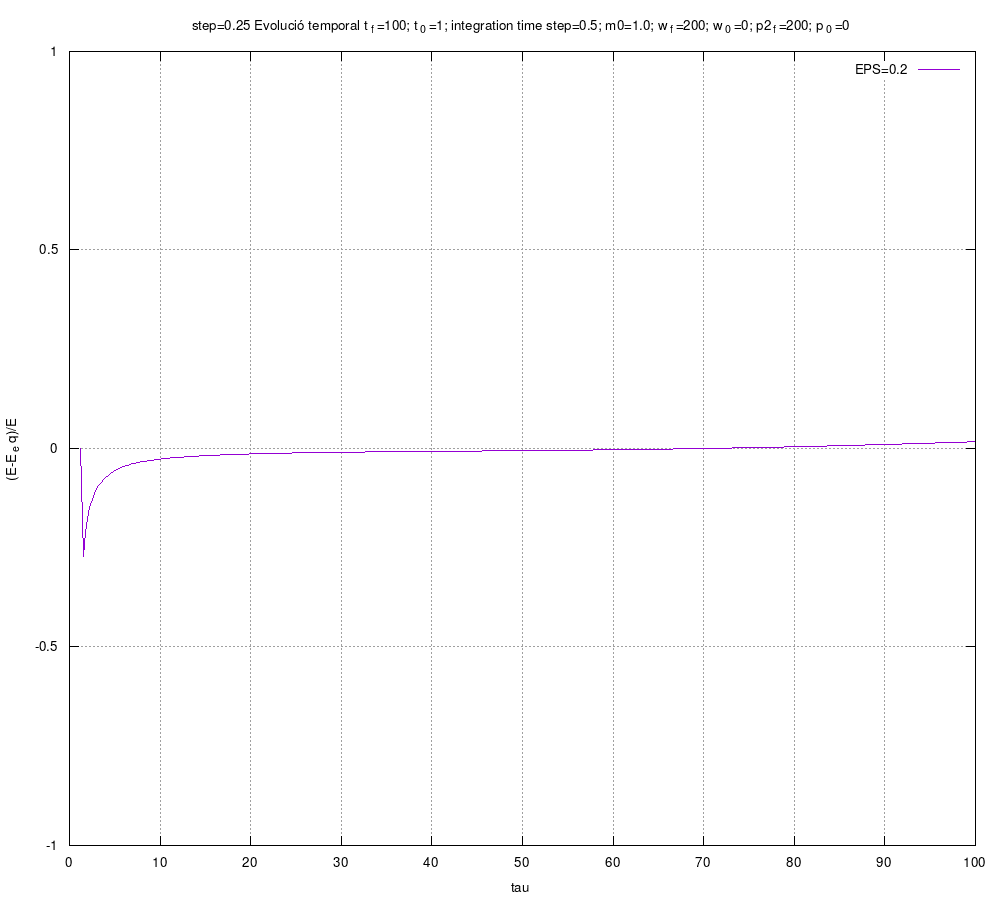 step=0.25 Evolució temporal t f =100; t 0 =1; integration time step=0.5; m0=1.0; w f =200; w 0 =0; p2 f =200; p 0 =0
EPS=0.2
1
0.5
0
-0.5
-1
(E-E e q)/E
0 10 20 30 40 50 60 70 80 90 100
tau